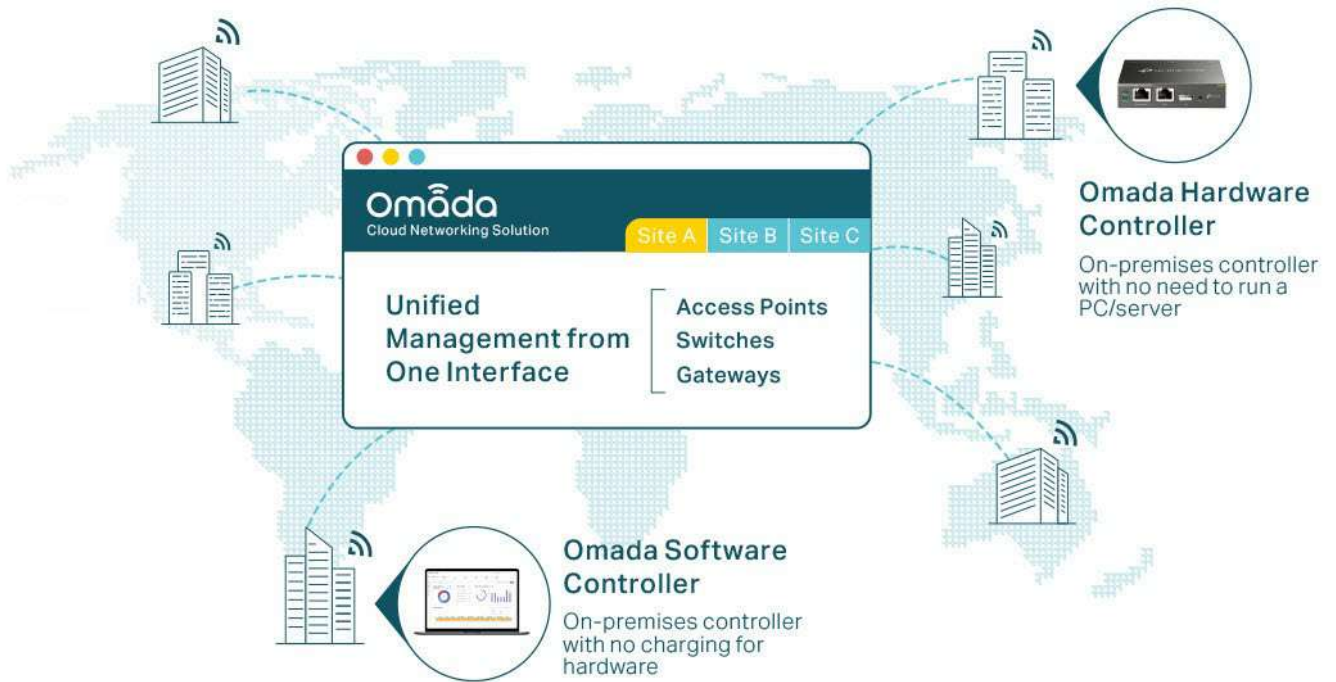 Omada
Cloud Networking Solution
Site A Site B Site C
Unified
Management from
One Interface
Access Points
Switches
Gateways
Omada Hardware
Controller
On-premises controller
with no need to run a
PC/server
Omada Software
Controller
On-premises controller
with no charging for
hardware